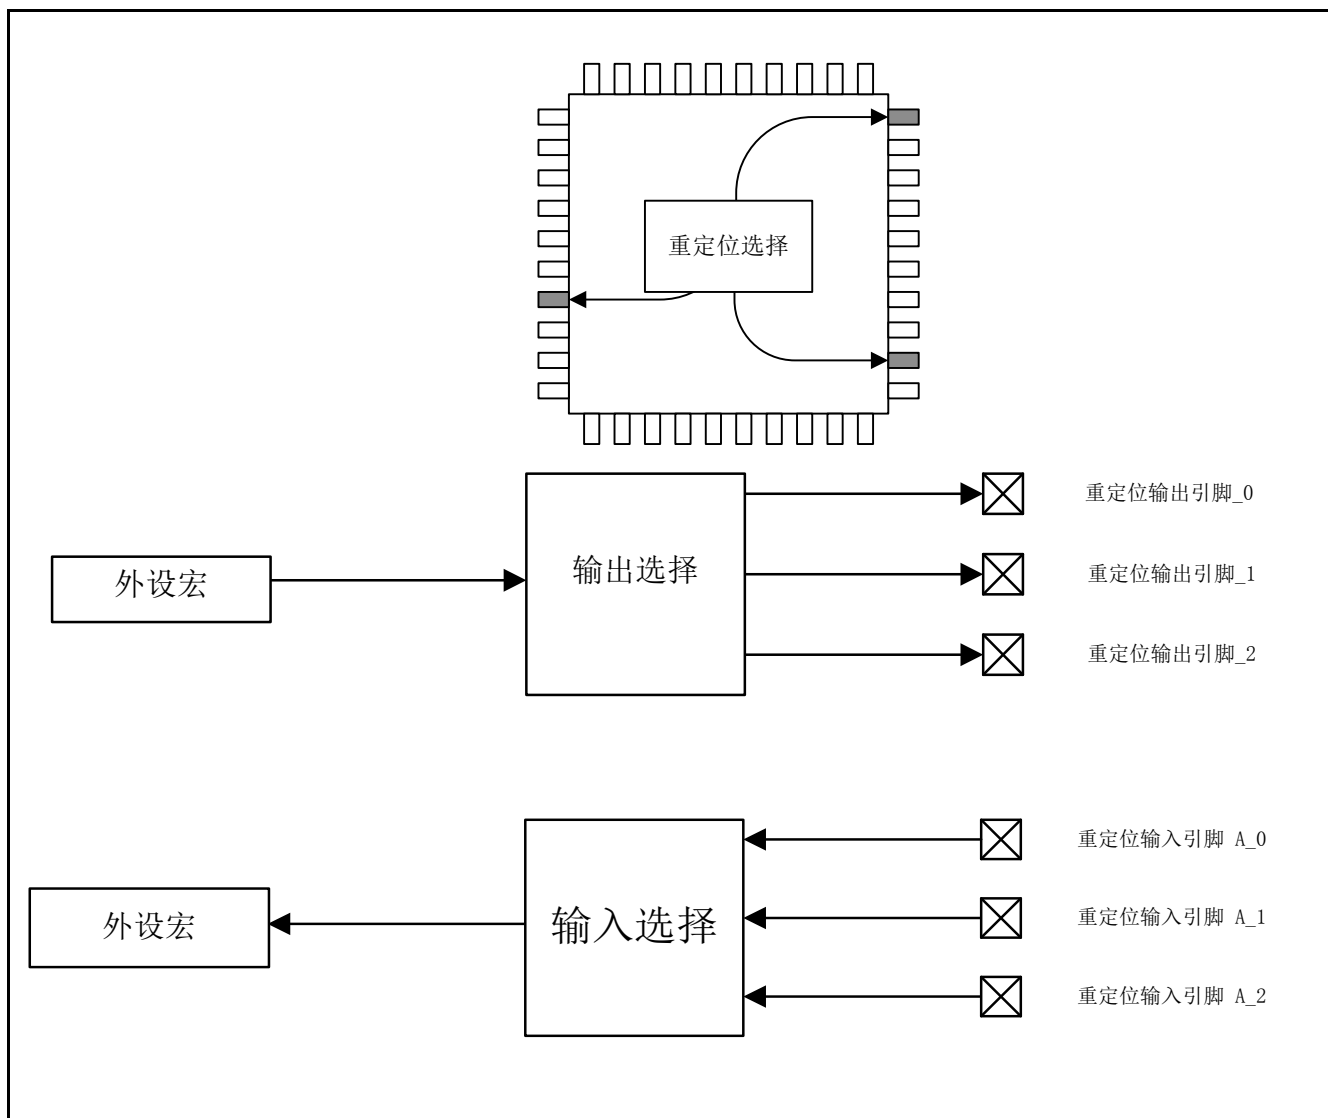 重定位选择
输出选择
外设宏
重定位输出引脚_0
重定位输出引脚_1
重定位输出引脚_2
外设宏
输入选择
重定位输入引脚 A_0
重定位输入引脚 A_1
重定位输入引脚 A_2